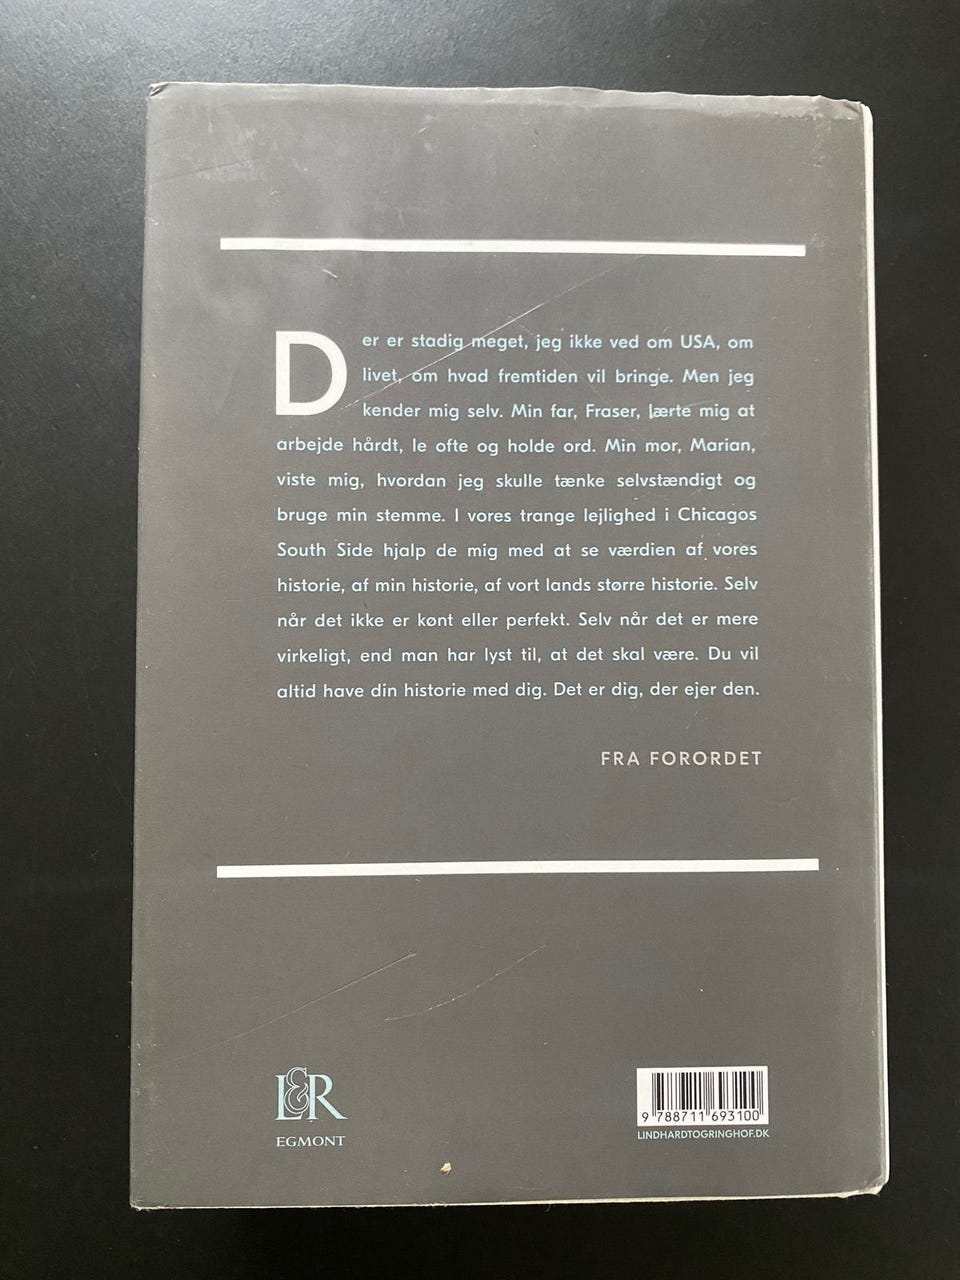 Der er stadig meget, jeg ikke ved om USA, om
livet, om hvad fremtiden vil bringe. Men jeg
kender mig selv. Min far, Fraser, lærte mig at
arbejde hårdt, le ofte og holde ord. Min mor, Marian,
viste mig, hvordan jeg skulle tænke selvstændigt og
bruge min stemme. I vores trange lejlighed i Chicagos
South Side hjalp de mig med at se værdien af vores
historie, af min historie, af vort lands større historie. Selv
når det ikke er kønt eller perfekt. Selv når det er mere
virkeligt, end man har lyst til, at det skal være. Du vil
altid have din historie med dig. Det er dig, der ejer den.
FRA FORORDET
L&R
EGMONT
9 788711 693100
LINDHARDTOGRINGHOF.DK